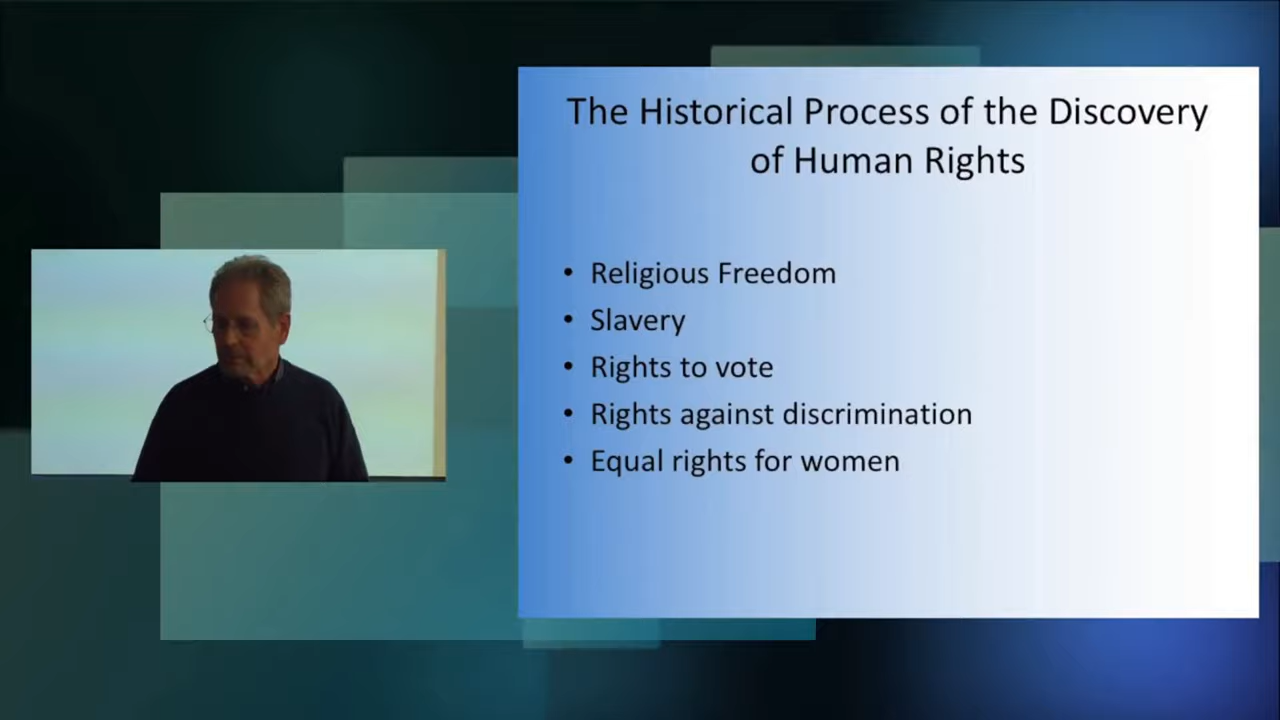 The Historical Process of the Discovery
of Human Rights
• Religious Freedom
• Slavery
• Rights to vote
• Rights against discrimination
• Equal rights for women